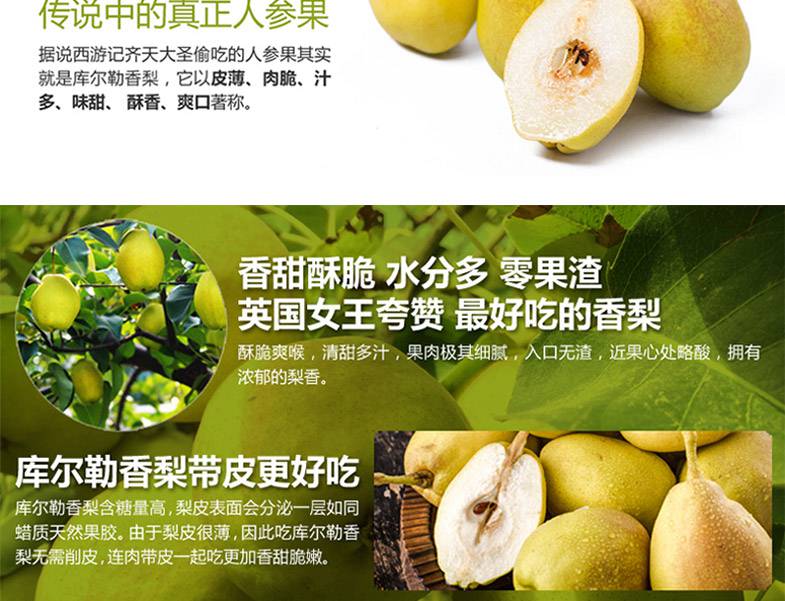 传说中的真正人参果
据说西游记齐天大圣偷吃的人参果其实
就是库尔勒香梨，它以皮薄、肉脆、汁
多、味甜、 酥香、爽口著称。
香甜酥脆 水分多 零果渣
英国女王夸赞 最好吃的香梨
酥脆爽喉，清甜多汁，果肉极其细腻，入口无渣，近果心处略酸，拥有
浓郁的梨香。
库尔勒香梨带皮更好吃
库尔勒香梨含糖量高，梨皮表面会分泌一层如同
蜡质天然果胶。由于梨皮很薄，因此吃库尔勒香
梨无需削皮，连肉带皮一起吃更加香甜脆嫩。